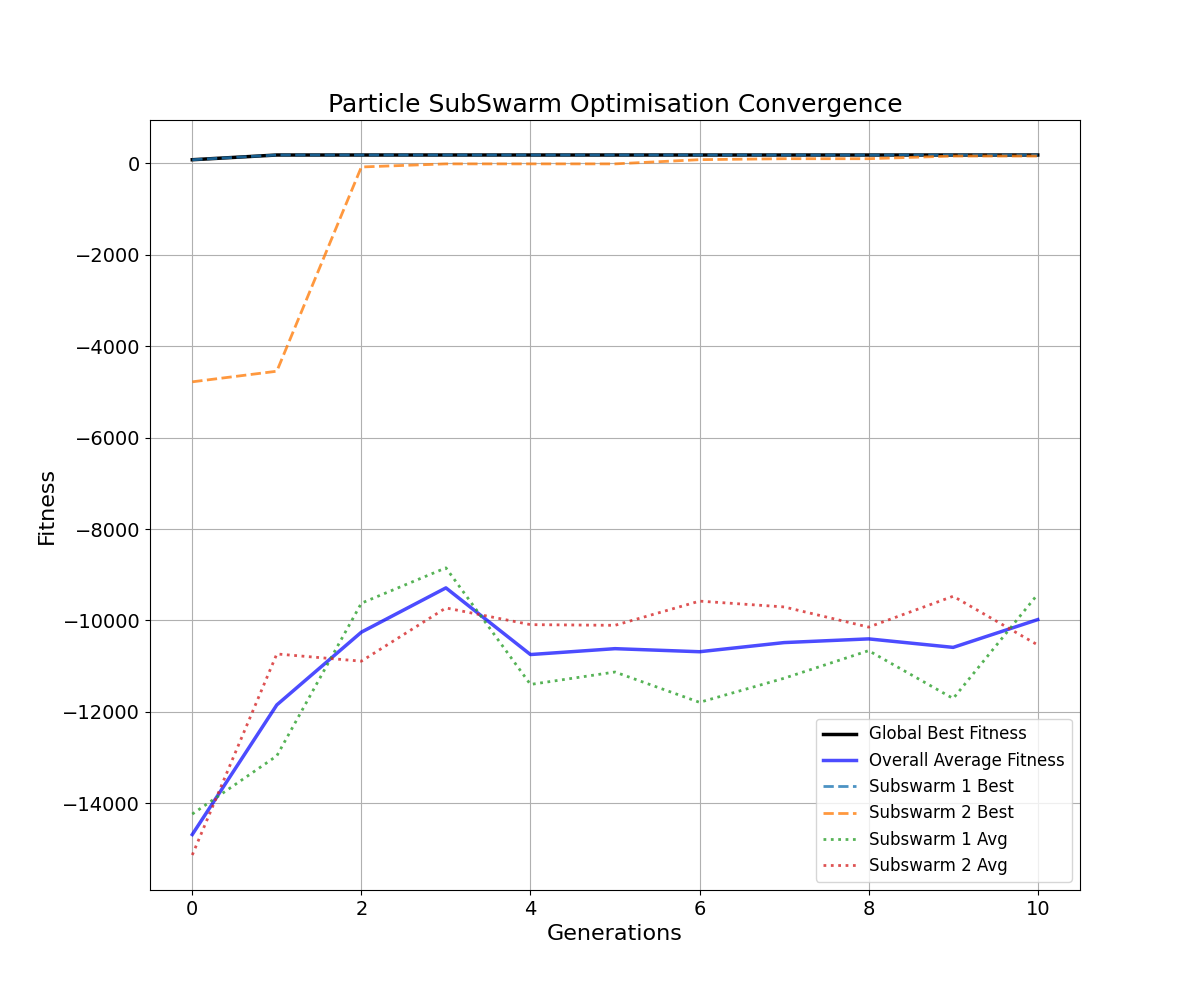 Particle SubSwarm Optimisation Convergence
Fitness
0
−2000
−4000
−6000
−8000
−10000
−12000
−14000
Global Best Fitness
Overall Average Fitness
Subswarm 1 Best
Subswarm 2 Best
Subswarm 1 Avg
Subswarm 2 Avg
0 2 4 6 8 10
Generations